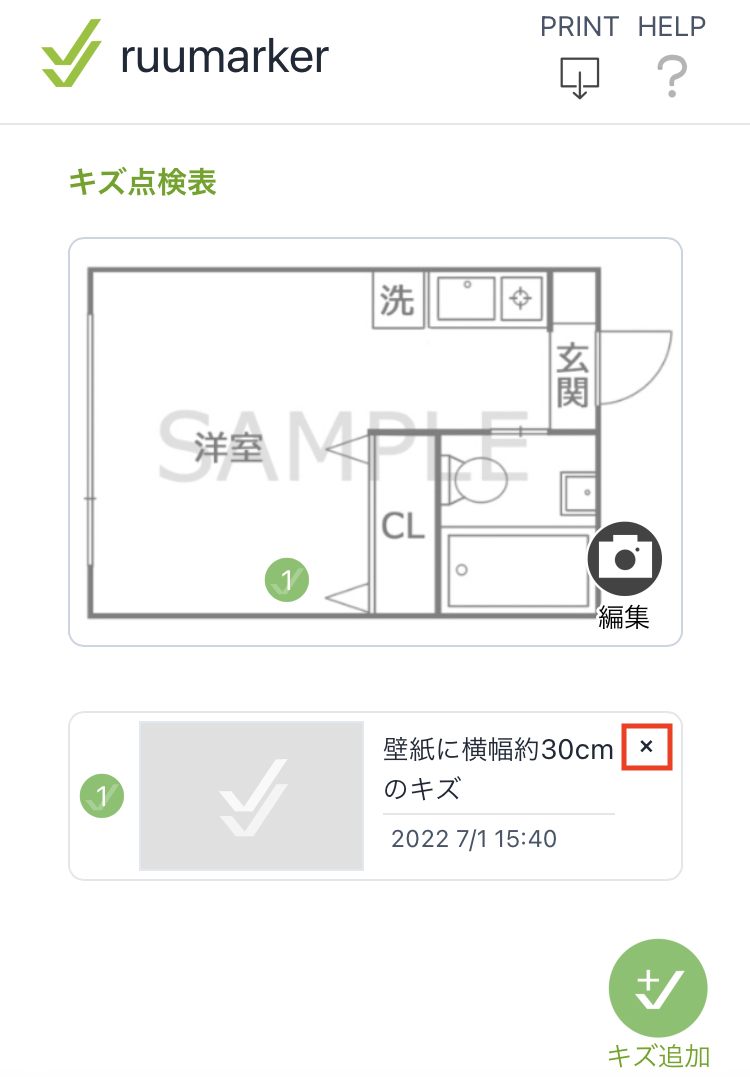 ruumarker
PRINT HELP
?
キズ点検表
洗
玄関
SAMPLE
洋室
CL
1
編集
1
壁紙に横幅約30cm
のキズ
×
2022 7/1 15:40
キズ追加